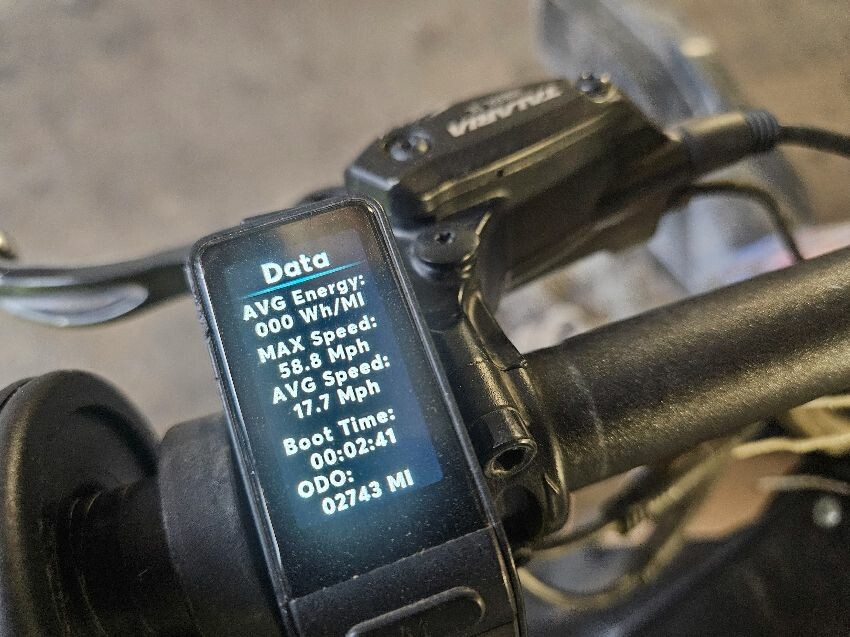 TALARIA
Data
AVG Energy:
000 Wh/MI
MAX Speed:
58.8 Mph
AVG Speed:
17.7 Mph
Boot Time:
00:02:41
ODO:
02743 MI